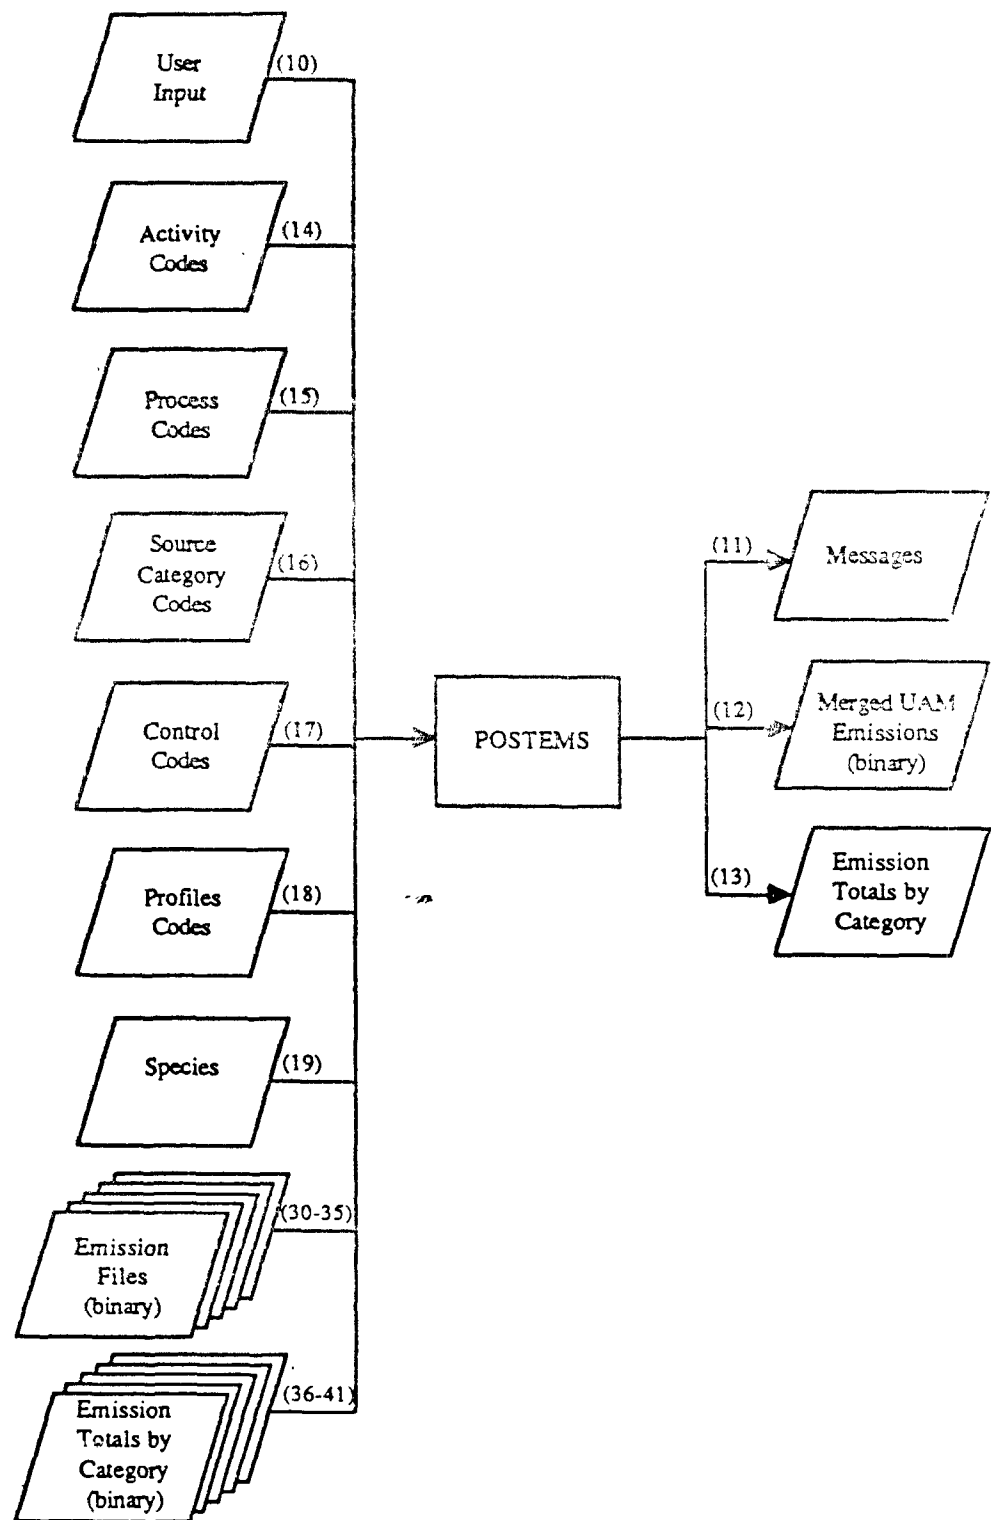 User
Input
(10)
Activity
Codes
(14)
Process
Codes
(15)
Source
Category
Codes
(16)
Control
Codes
(17)
Profiles
Codes
(18)
Species
(19)
Emission
Files
(binary)
(30-35)
Emission
Totals by
Category
(binary)
(36-41)
POSTEMS
(11)
Messages
(12)
Merged UAM
Emissions
(binary)
(13)
Emission
Totals by
Category